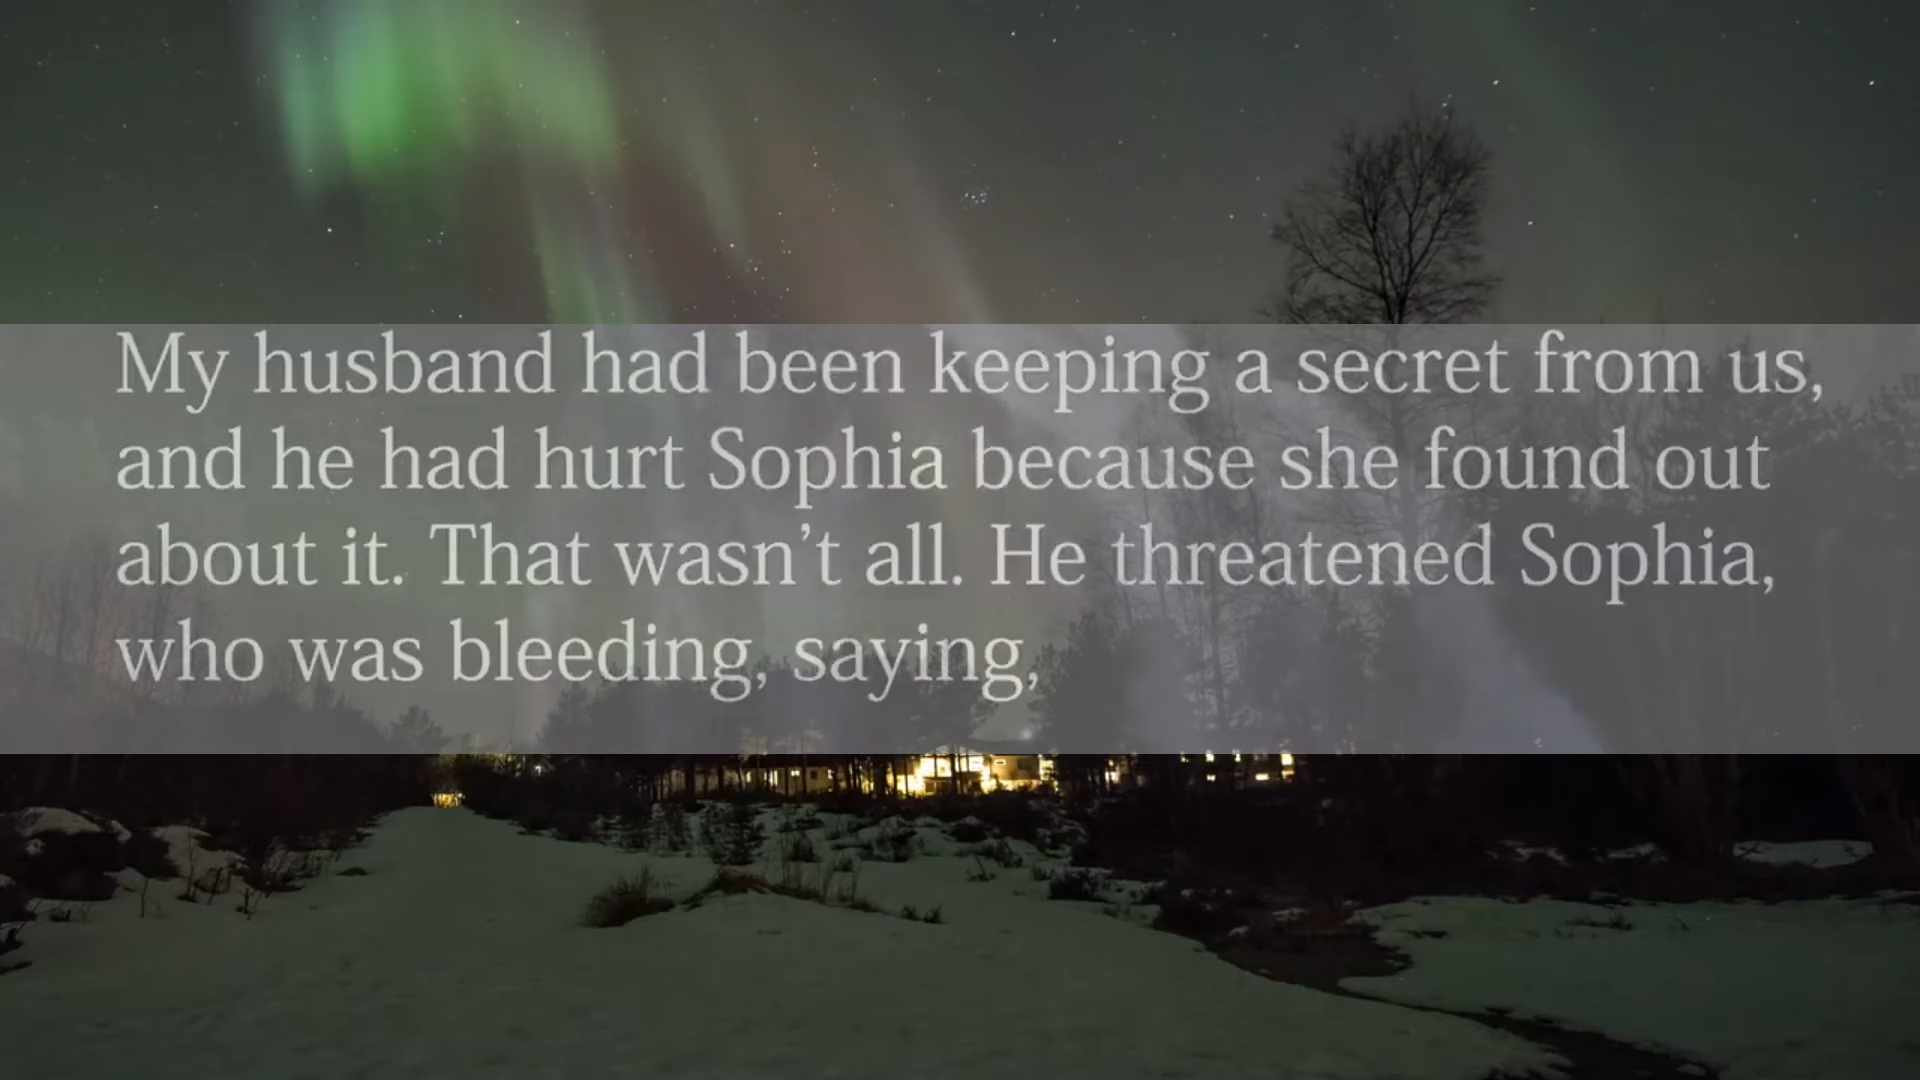 My husband had been keeping a secret from us,
and he had hurt Sophia because she found out
about it. That wasn’t all. He threatened Sophia,
who was bleeding, saying,